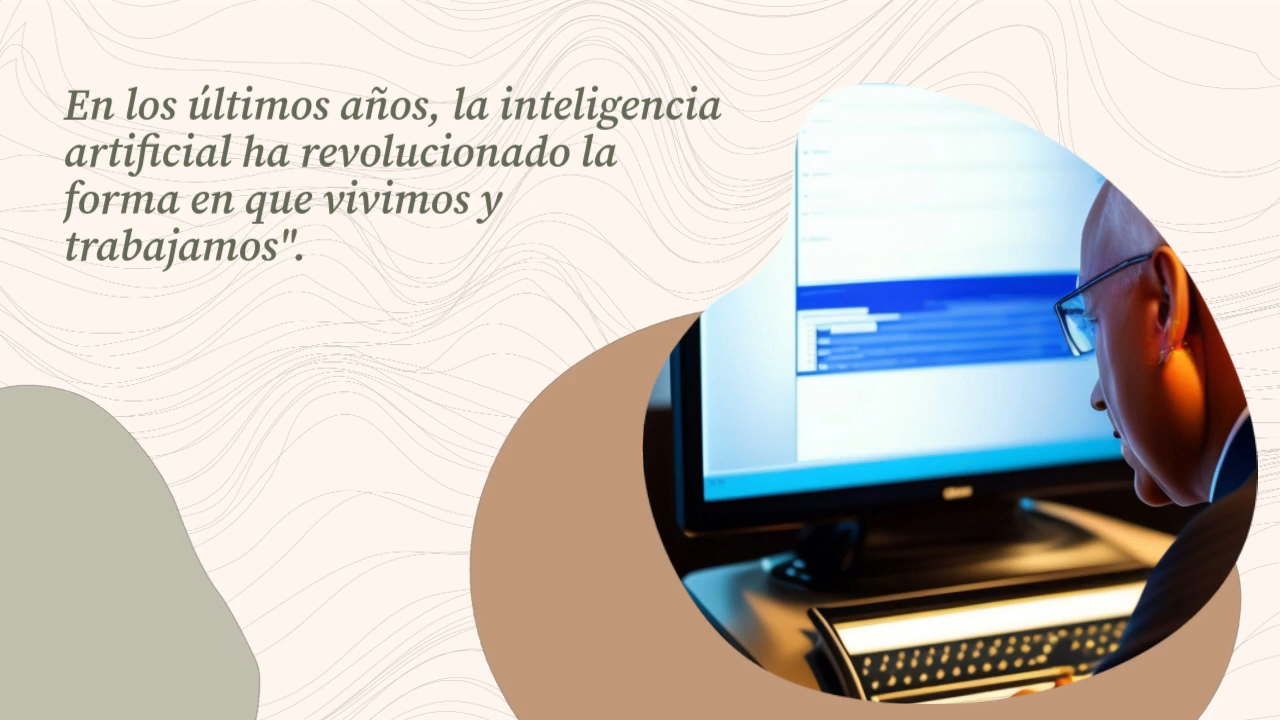 En los últimos años, la inteligencia
artificial ha revolucionado la
forma en que vivimos y
trabajamos".